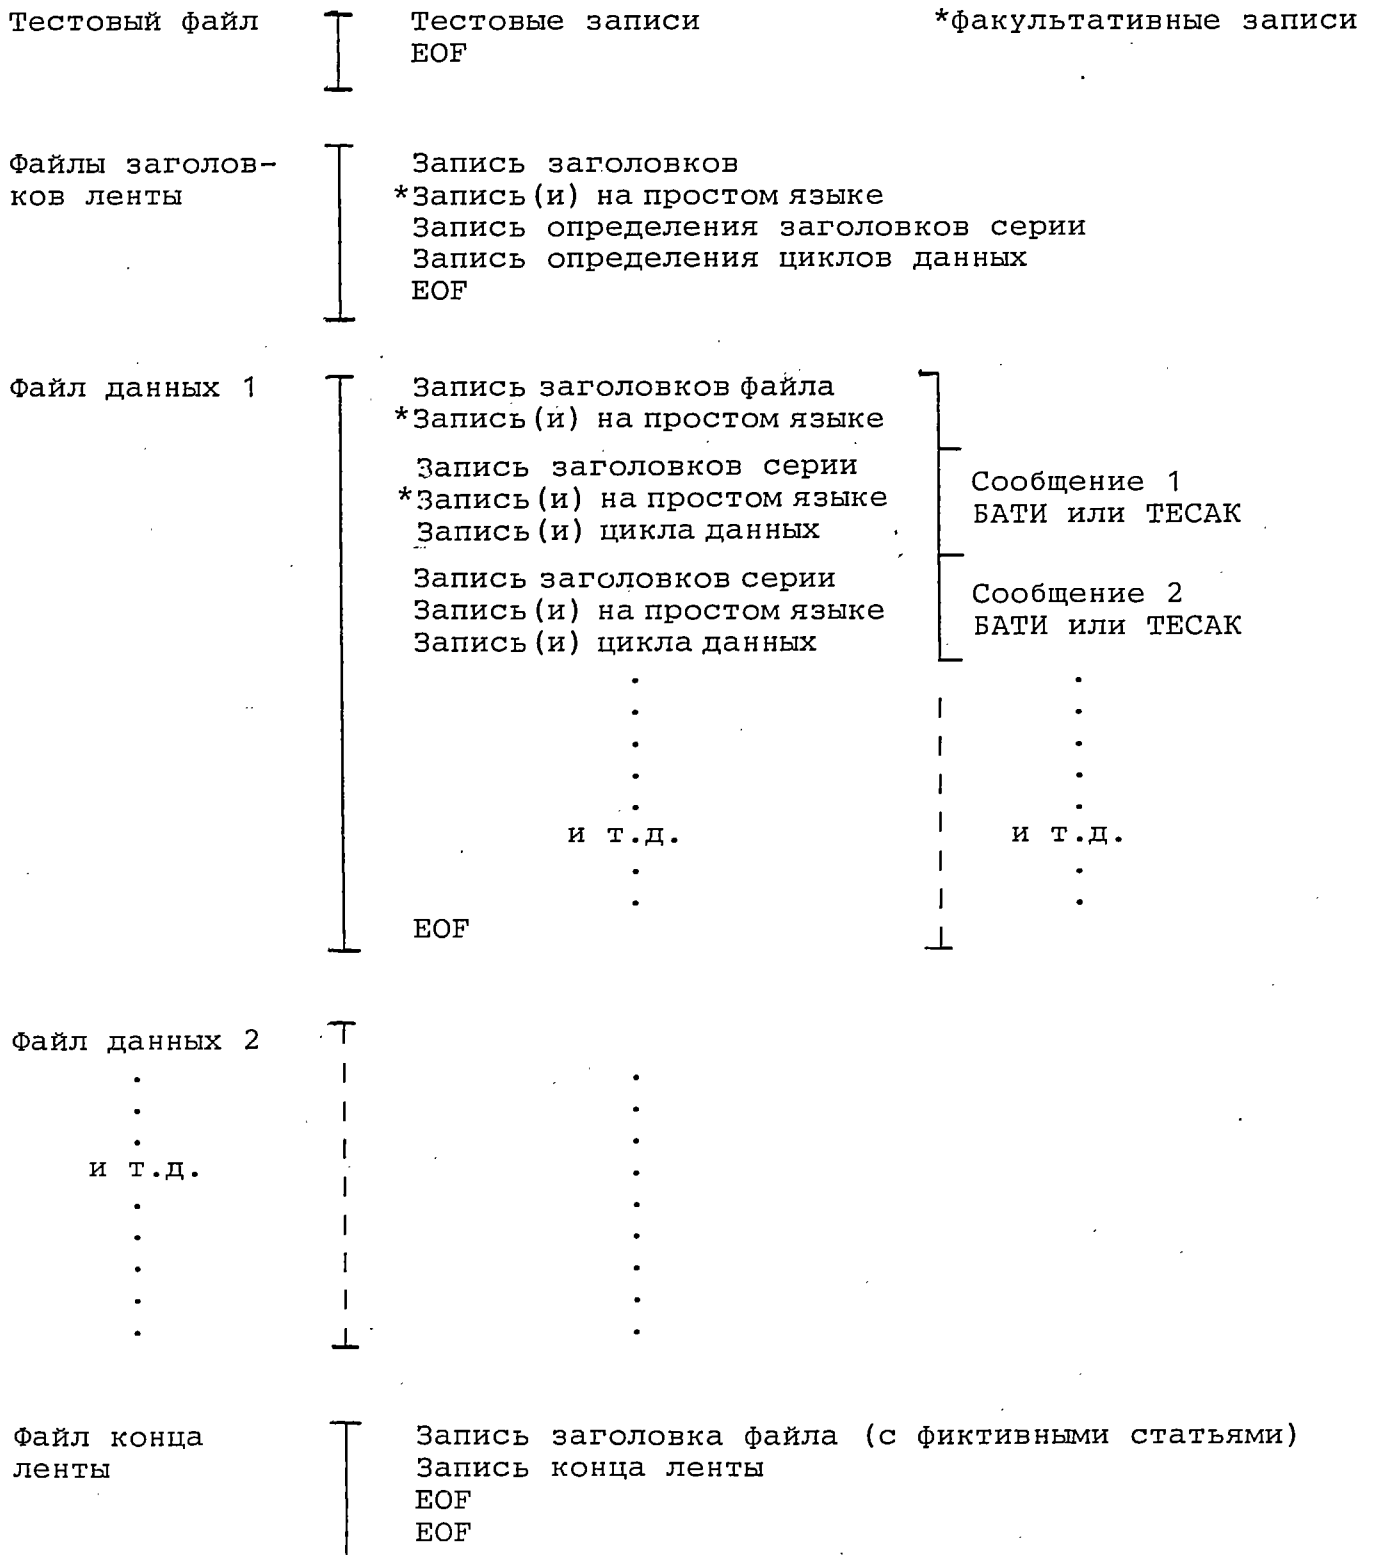 Тестовый файл
Тестовые записи
EOF
*факультативные записи
Файлы заголов-
ков ленты
Запись заголовков
*Запись(и) на простом языке
Запись определения заголовков серии
Запись определения циклов данных
EOF
Файл данных 1
Запись заголовков файла
*Запись(и) на простом языке
Запись заголовков серии
*Запись(и) на простом языке
Запись(и) цикла данных
Сообщение 1
БАТИ или ТЕСАК
Запись заголовков серии
Запись(и) на простом языке
Запись(и) цикла данных
Сообщение 2
БАТИ или ТЕСАК
и т.д.
и т.д.
EOF
Файл данных 2
и т.д.
Файл конца
ленты
Запись заголовка файла (с фиктивными статьями)
Запись конца ленты
EOF
EOF